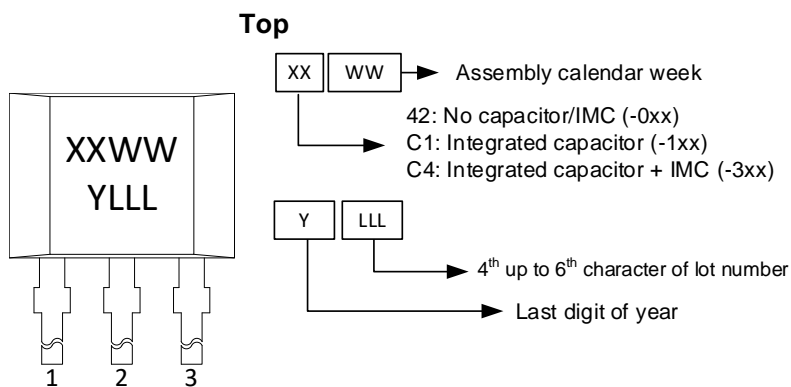 Top
XX WW Assembly calendar week
42: No capacitor/IMC (-0xx)
C1: Integrated capacitor (-1xx)
C4: Integrated capacitor + IMC (-3xx)
XXWW
YLLL
Y LLL
4th up to 6th character of lot number
Last digit of year
1 2 3